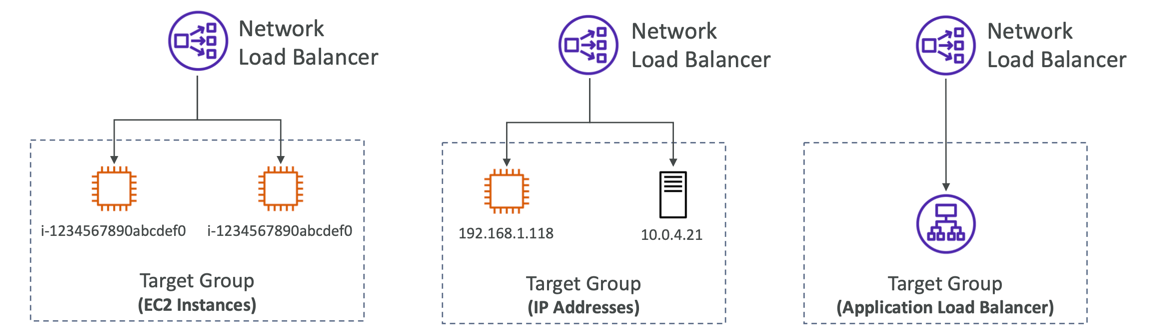 Network
Load Balancer
i-1234567890abcdef0
i-1234567890abcdef0
Target Group
(EC2 Instances)
Network
Load Balancer
192.168.1.118
10.0.4.21
Target Group
(IP Addresses)
Network
Load Balancer
Target Group
(Application Load Balancer)